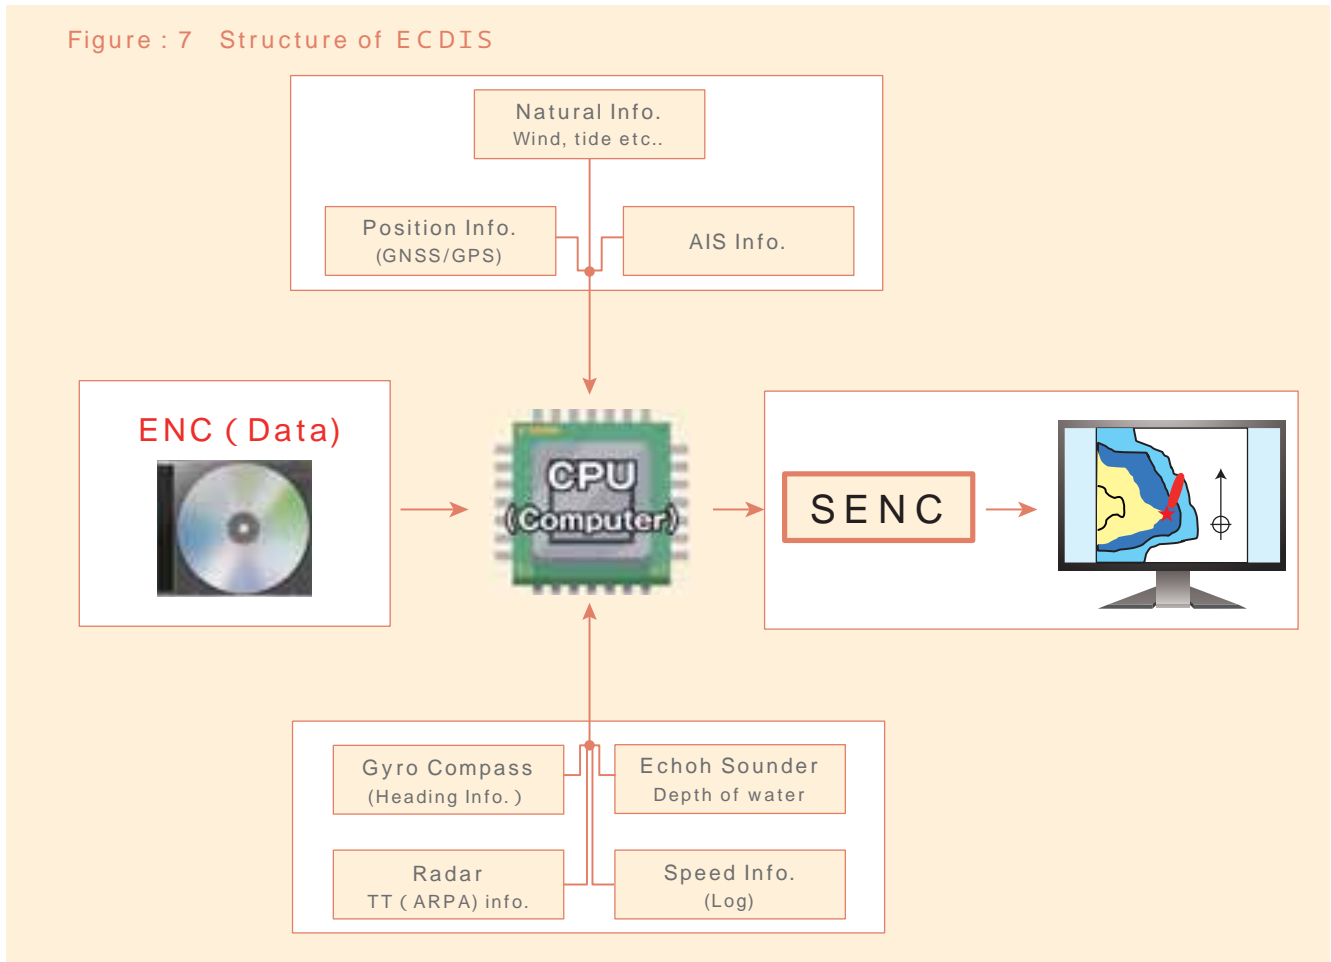 Figure : 7 Structure of ECDIS
Natural Info.
Wind, tide etc..
Position Info.
(GNSS/GPS)
AIS Info.
ENC (Data)
CPU
(Computer)
SENC
Gyro Compass
(Heading Info.)
Echoh Sounder
Depth of water
Radar
TT (ARPA) info.
Speed Info.
(Log)